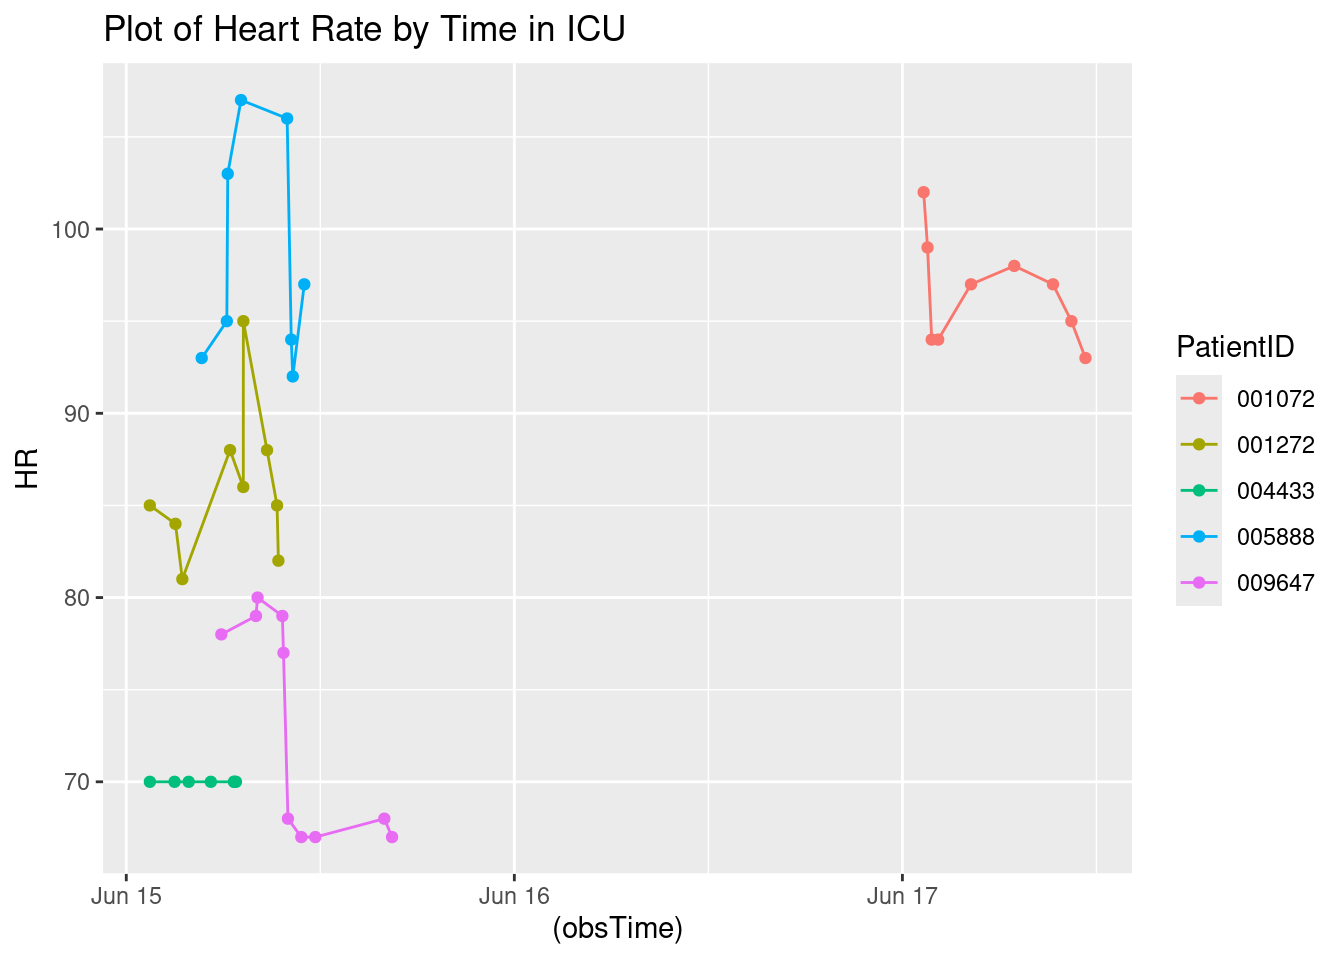 Plot of Heart Rate by Time in ICU
HR
100
90
80
70
Jun 15
Jun 16
Jun 17
(obsTime)
PatientID
001072
001272
004433
005888
009647